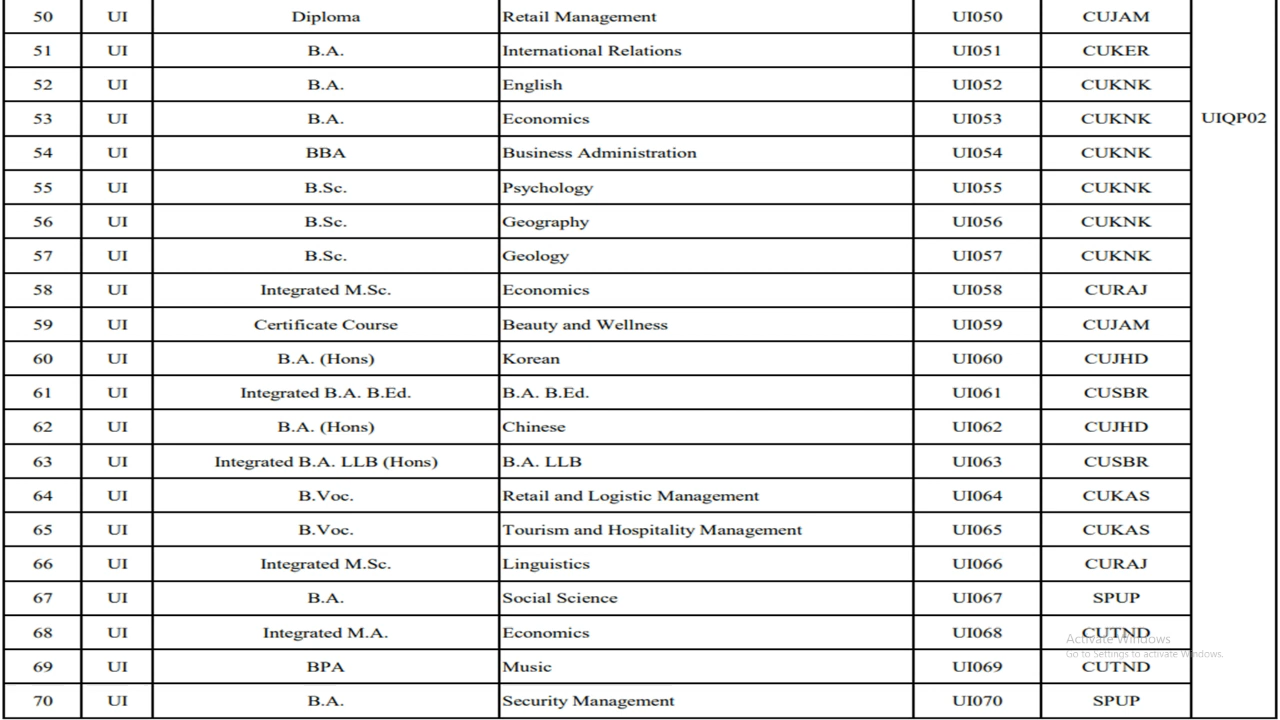 50 UI Diploma Retail Management UI050 CUJAM
51 UI B.A. International Relations UI051 CUKER
52 UI B.A. English UI052 CUKNK
53 UI B.A. Economics UI053 CUKNK UIQP02
54 UI BBA Business Administration UI054 CUKNK
55 UI B.Sc. Psychology UI055 CUKNK
56 UI B.Sc. Geography UI056 CUKNK
57 UI B.Sc. Geology UI057 CUKNK
58 UI Integrated M.Sc. Economics UI058 CURAJ
59 UI Certificate Course Beauty and Wellness UI059 CUJAM
60 UI B.A. (Hons) Korean UI060 CUJHD
61 UI Integrated B.A. B.Ed. B.A. B.Ed. UI061 CUSBR
62 UI B.A. (Hons) Chinese UI062 CUJHD
63 UI Integrated B.A. LLB (Hons) B.A. LLB UI063 CUSBR
64 UI B.Voc. Retail and Logistic Management UI064 CUKAS
65 UI B.Voc. Tourism and Hospitality Management UI065 CUKAS
66 UI Integrated M.Sc. Linguistics UI066 CURAJ
67 UI B.A. Social Science UI067 SPUP
68 UI Integrated M.A. Economics UI068 CUTND
Activate Windows
Go to Settings to activate Windows.
69 UI BPA Music UI069 CUTND
70 UI B.A. Security Management UI070 SPUP